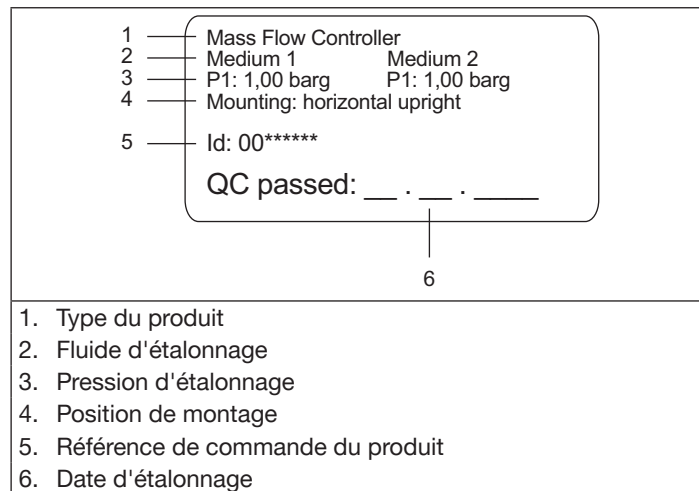 1 Mass Flow Controller
2 Medium 1 Medium 2
3 P1: 1,00 barg P1: 1,00 barg
4 Mounting: horizontal upright
5 Id: 00******
QC passed: __ . __ . ____
6
1. Type du produit
2. Fluide d'étalonnage
3. Pression d'étalonnage
4. Position de montage
5. Référence de commande du produit
6. Date d'étalonnage